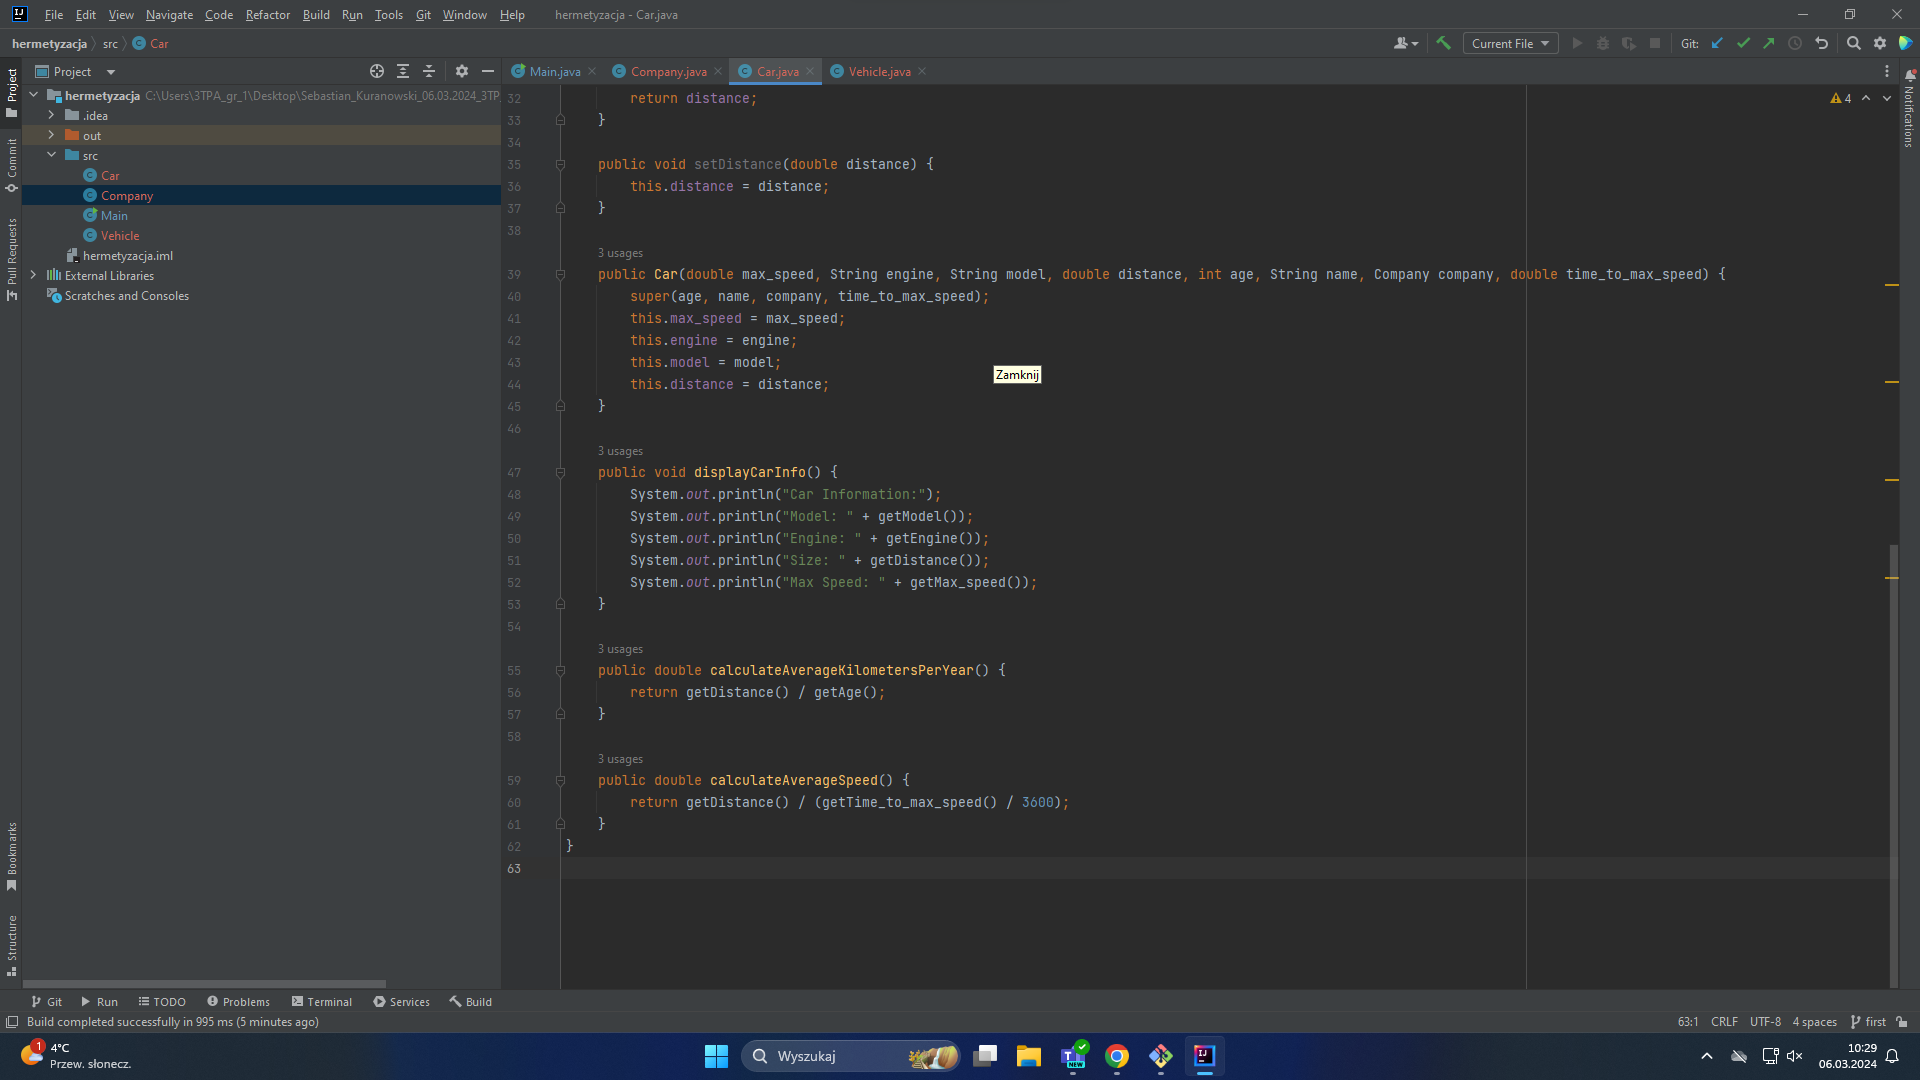 File Edit View Navigate Code Refactor Build Run Tools Git Window Help hermetyzacja - Car.java
hermetyzacja src Car Current File Git:
Project
Main.java Company.java Car.java Vehicle.java
hermetyzacja C:\Users\3TPA_gr_1\Desktop\Sebastian_Kuranowski_06.03.2024_3TP
.idea
out
src
Car
Company
Main
Vehicle
hermetyzacja.iml
External Libraries
Scratches and Consoles
Project
Commit
Pull Requests
Bookmarks
Structure
Notifications
4
32 return distance;
33 }
34
35 public void setDistance(double distance) {
36 this.distance = distance;
37 }
38
3 usages
39 public Car(double max_speed, String engine, String model, double distance, int age, String name, Company company, double time_to_max_speed) {
40 super(age, name, company, time_to_max_speed);
41 this.max_speed = max_speed;
42 this.engine = engine;
43 this.model = model;
Zamknij
44 this.distance = distance;
45 }
46
3 usages
47 public void displayCarInfo() {
48 System.out.println("Car Information:");
49 System.out.println("Model: " + getModel());
50 System.out.println("Engine: " + getEngine());
51 System.out.println("Size: " + getDistance());
52 System.out.println("Max Speed: " + getMax_speed());
53 }
54
3 usages
55 public double calculateAverageKilometersPerYear() {
56 return getDistance() / getAge();
57 }
58
3 usages
59 public double calculateAverageSpeed() {
60 return getDistance() / (getTime_to_max_speed() / 3600);
61 }
62 }
63
Git Run TODO Problems Terminal Services Build
Build completed successfully in 995 ms (5 minutes ago) 63:1 CRLF UTF-8 4 spaces first
1 4°C
Przew. słonecz.
Wyszukaj
NEW
10:29
06.03.2024